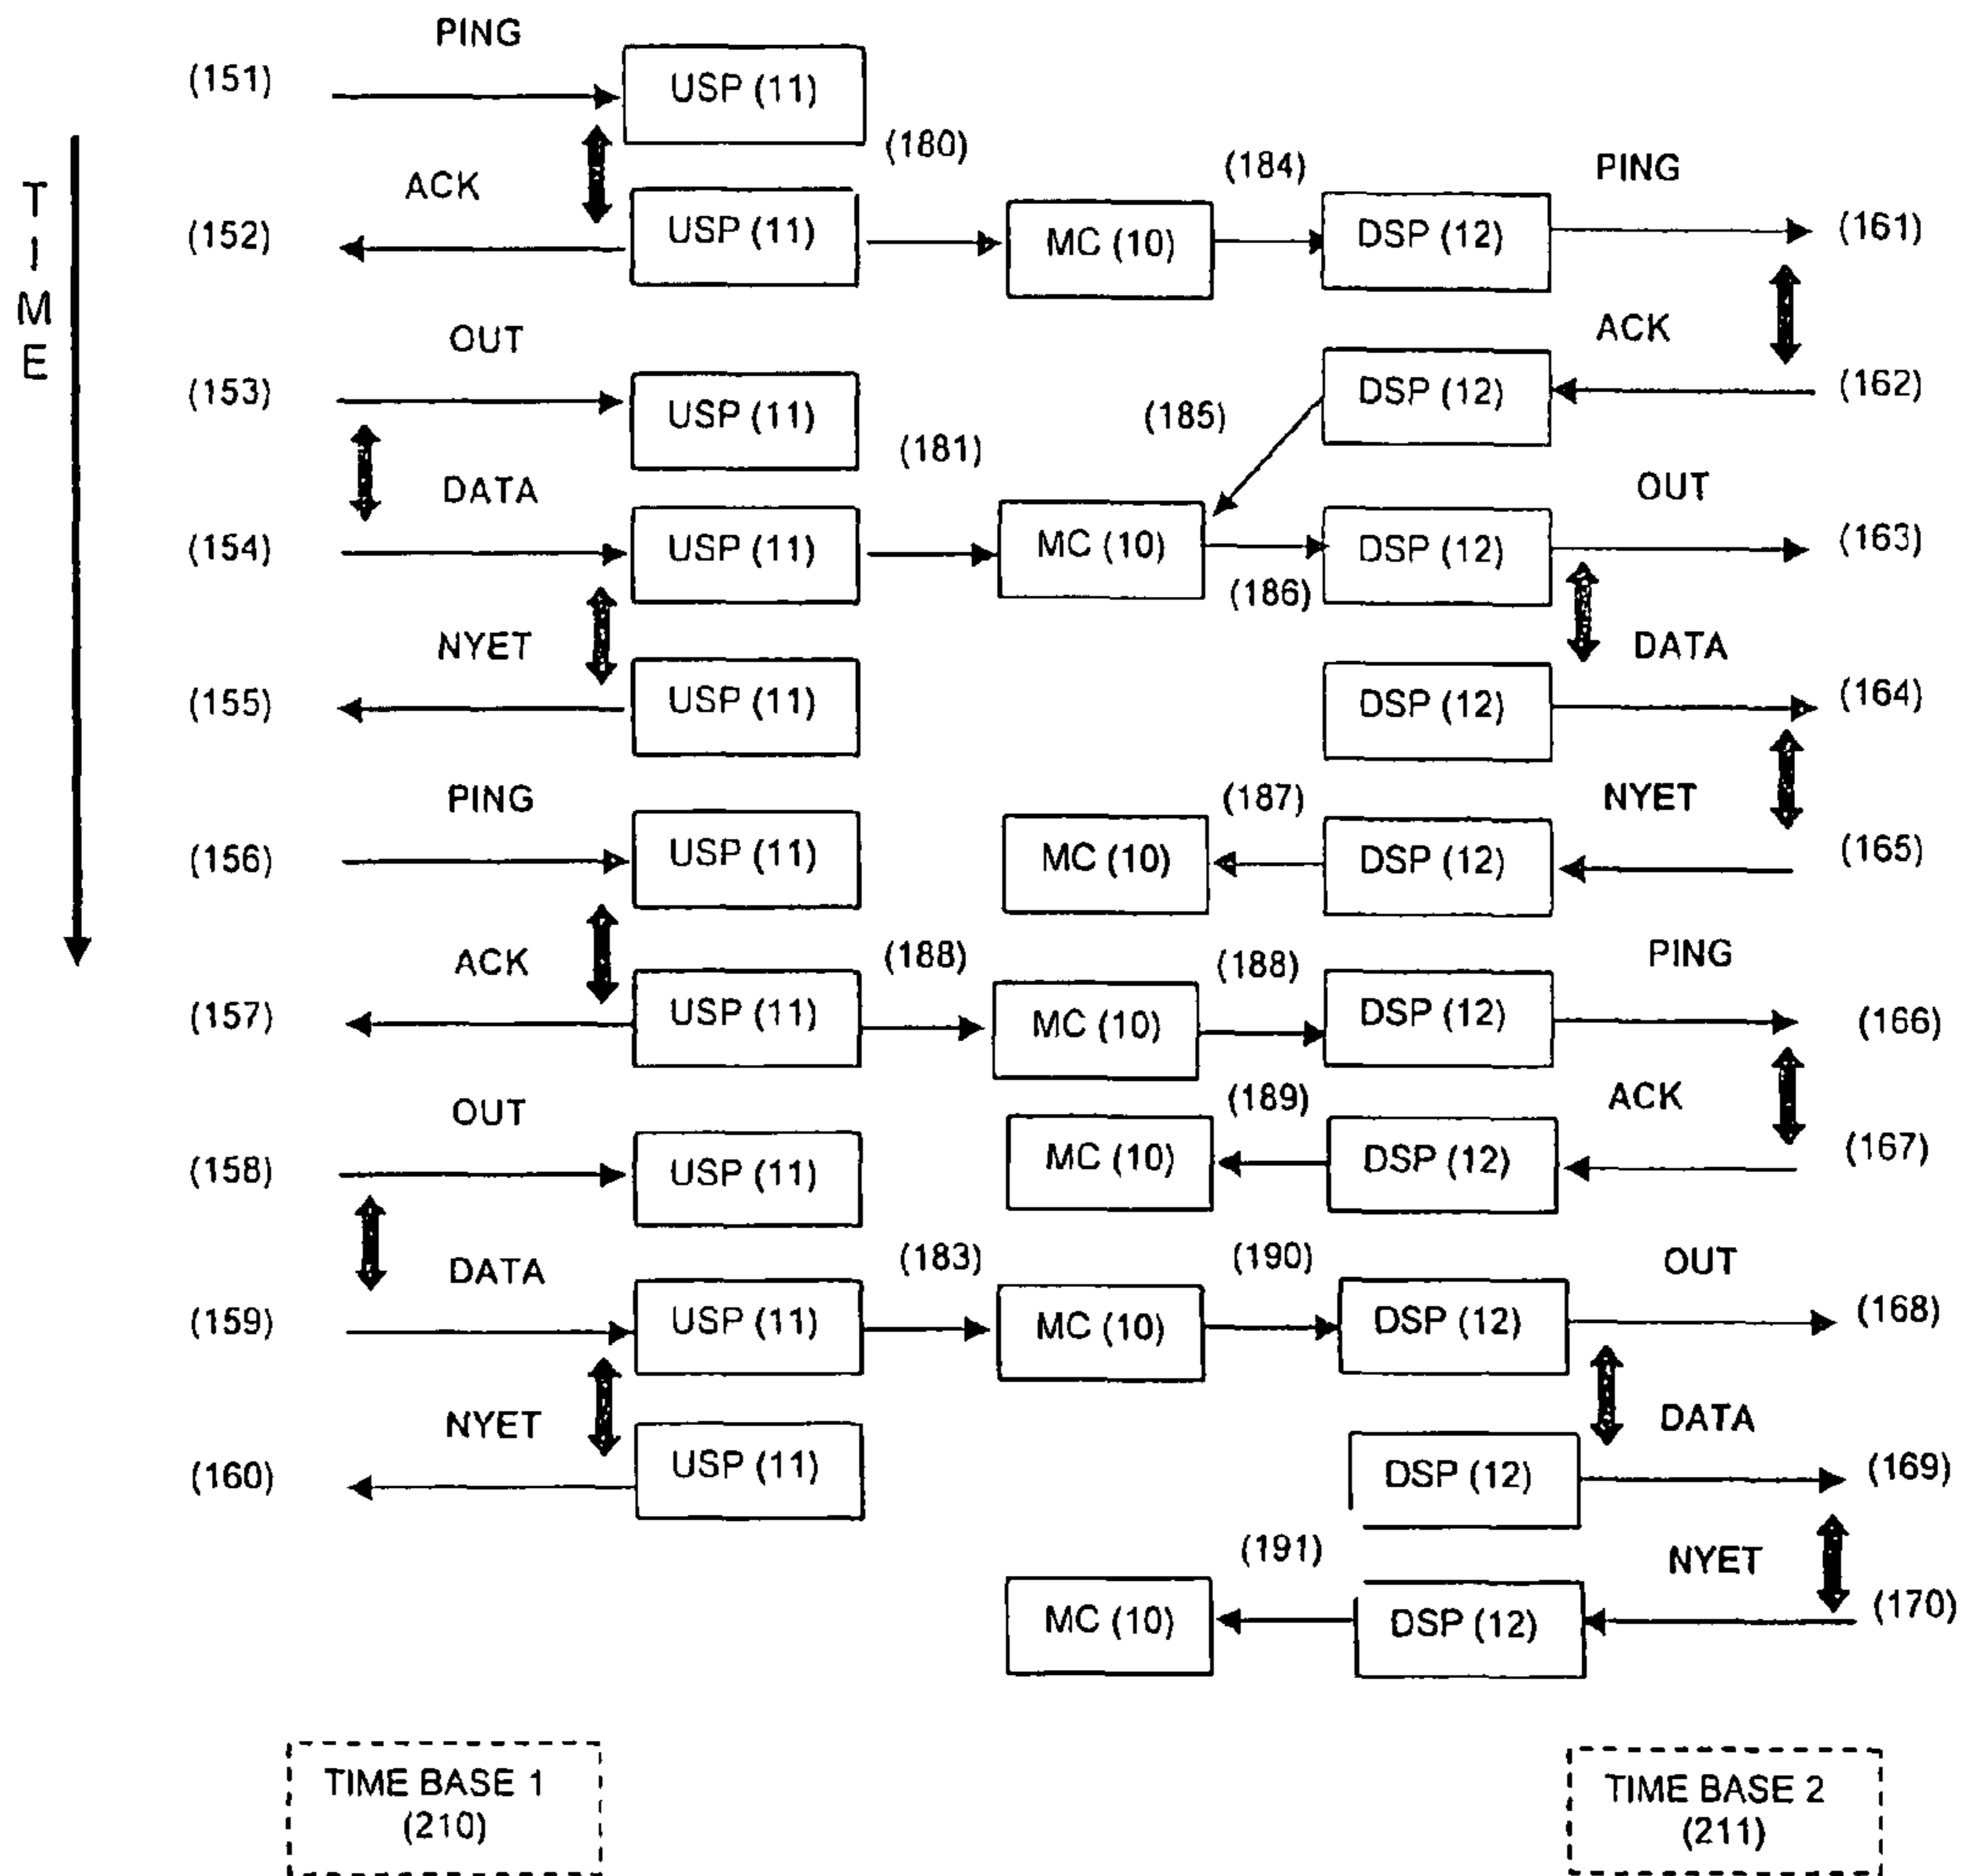 PING
(151)
USP (11)
(180)
(184)
PING
TIME
ACK
(152)
USP (11)
MC (10)
DSP (12)
(161)
OUT
ACK
(153)
USP (11)
(185)
DSP (12)
(162)
(181)
DATA
OUT
(154)
USP (11)
MC (10)
DSP (12)
(163)
(186)
NYET
DATA
(155)
USP (11)
DSP (12)
(164)
PING
(187)
NYET
(156)
USP (11)
MC (10)
DSP (12)
(165)
ACK
(188)
(188)
PING
(157)
USP (11)
MC (10)
DSP (12)
(166)
OUT
(189)
ACK
(158)
USP (11)
MC (10)
DSP (12)
(167)
DATA
(183)
(190)
OUT
(159)
USP (11)
MC (10)
DSP (12)
(168)
NYET
DATA
(160)
USP (11)
DSP (12)
(169)
(191)
NYET
MC (10)
DSP (12)
(170)
TIME BASE 1
(210)
TIME BASE 2
(211)